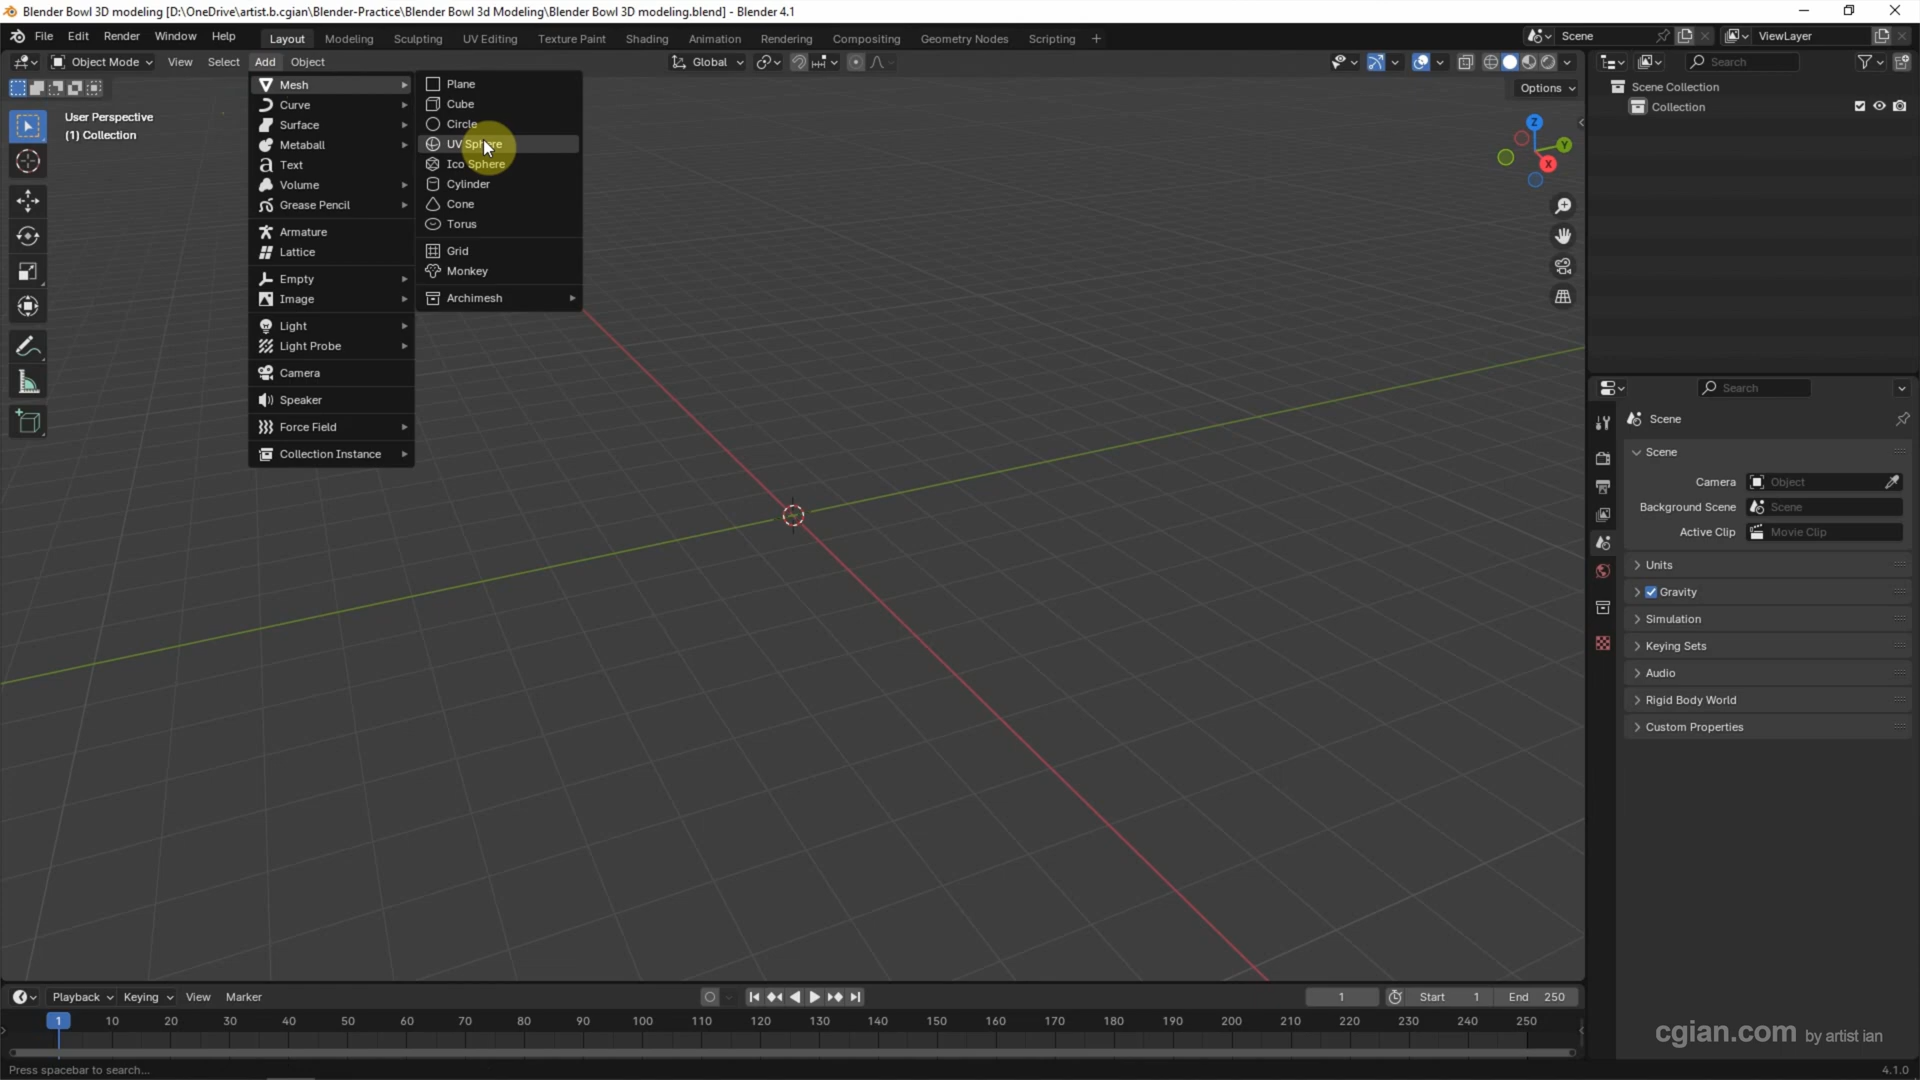 Blender Bowl 3D modeling [D:\OneDrive\artist.b.cgian\Blender-Practice\Blender Bowl 3d Modeling\Blender Bowl 3D modeling.blend] - Blender 4.1
File Edit Render Window Help Layout Modeling Sculpting UV Editing Texture Paint Shading Animation Rendering Compositing Geometry Nodes Scripting + Scene ViewLayer
Object Mode View Select Add Object Global Search
Options
User Perspective
(1) Collection
Mesh
Curve
Surface
Metaball
Text
Volume
Grease Pencil
Armature
Lattice
Empty
Image
Light
Light Probe
Camera
Speaker
Force Field
Collection Instance
Plane
Cube
Circle
UV Sphere
Ico Sphere
Cylinder
Cone
Torus
Grid
Monkey
Archimesh
Z
Y
X
Scene Collection
Collection
Search
Scene
Scene
Camera Object
Background Scene Scene
Active Clip Movie Clip
Units
Gravity
Simulation
Keying Sets
Audio
Rigid Body World
Custom Properties
Playback Keying View Marker 1 Start 1 End 250
1 10 20 30 40 50 60 70 80 90 100 110 120 130 140 150 160 170 180 190 200 210 220 230 240 250
cgian.com by artist ian
Press spacebar to search... 4.1.0